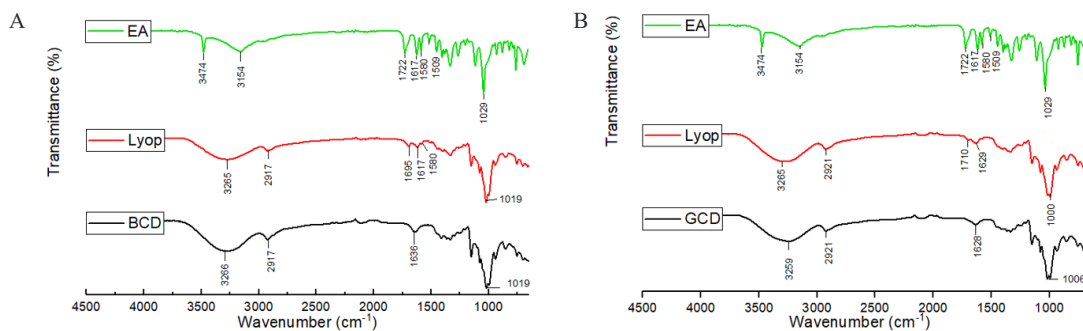 A
Transmittance (%)
EA
3474
3154
1722
1617
1580
1509
1029
Lyop
3265
2917
1695
1617
1580
1019
BCD
3266
2917
1636
1019
4500 4000 3500 3000 2500 2000 1500 1000
Wavenumber (cm⁻¹)
B
Transmittance (%)
EA
3474
3154
1722
1617
1580
1509
1029
Lyop
3265
2921
1710
1629
1000
GCD
3259
2921
1628
1006
4500 4000 3500 3000 2500 2000 1500 1000
Wavenumber (cm⁻¹)